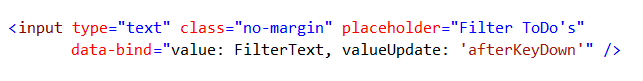 <input type="text" class="no-margin" placeholder="Filter ToDo's"
data-bind="value: FilterText, valueUpdate: 'afterKeyDown'" />